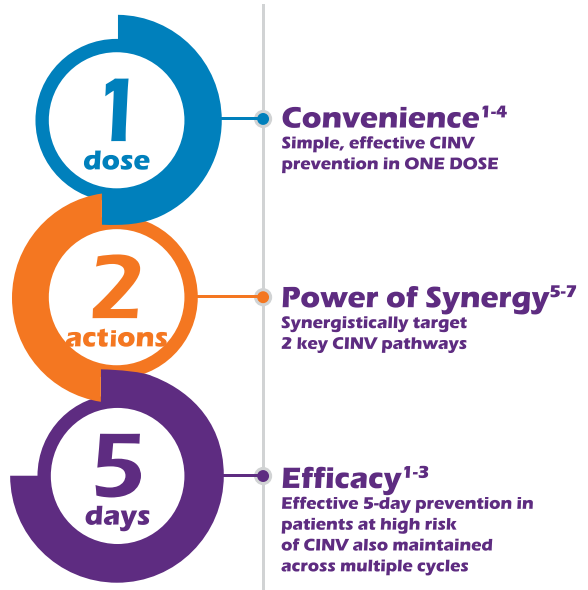 1
dose
Convenience1-4
Simple, effective CINV
prevention in ONE DOSE
2
actions
Power of Synergy5-7
Synergistically target
2 key CINV pathways
5
days
Efficacy1-3
Effective 5-day prevention in
patients at high risk
of CINV also maintained
across multiple cycles